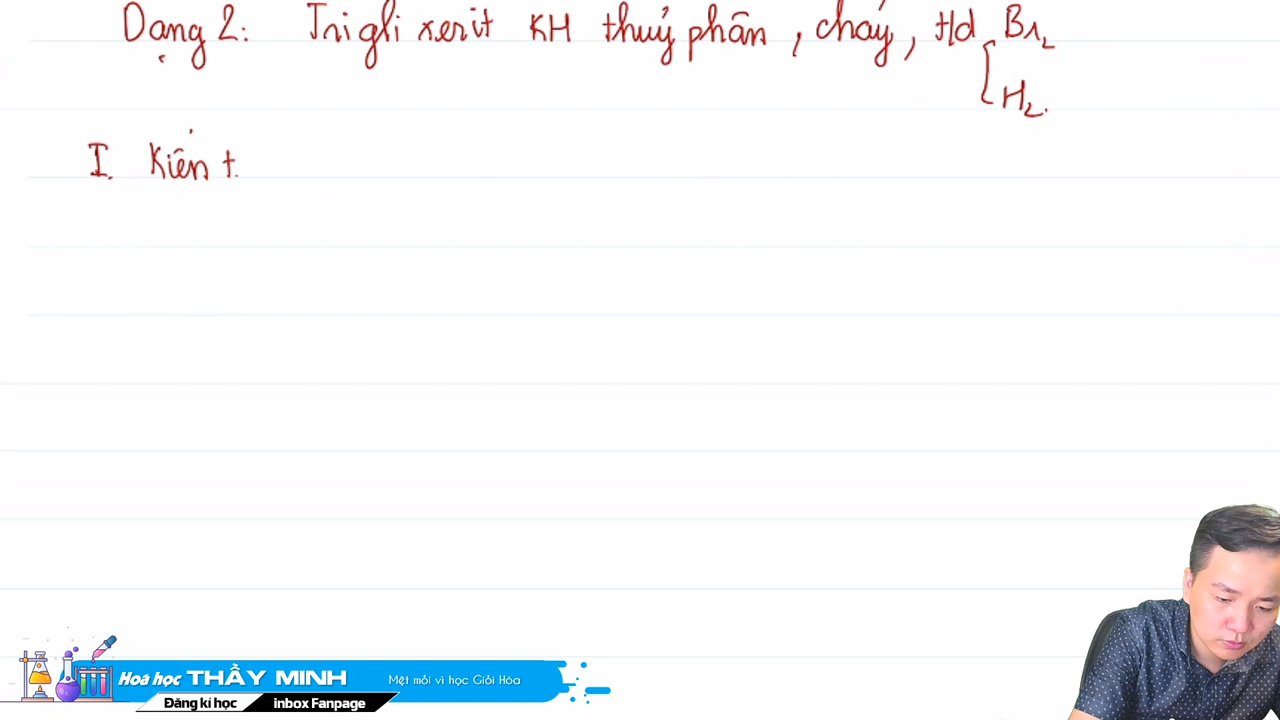 Dạng 2: Trigli xerit KH thuỷ phân, cháy, td Br2
H2.
I. Kiến t
Hoá học THẦY MINH
Mệt mỏi vì học Giỏi Hóa
Đăng kí học inbox Fanpage